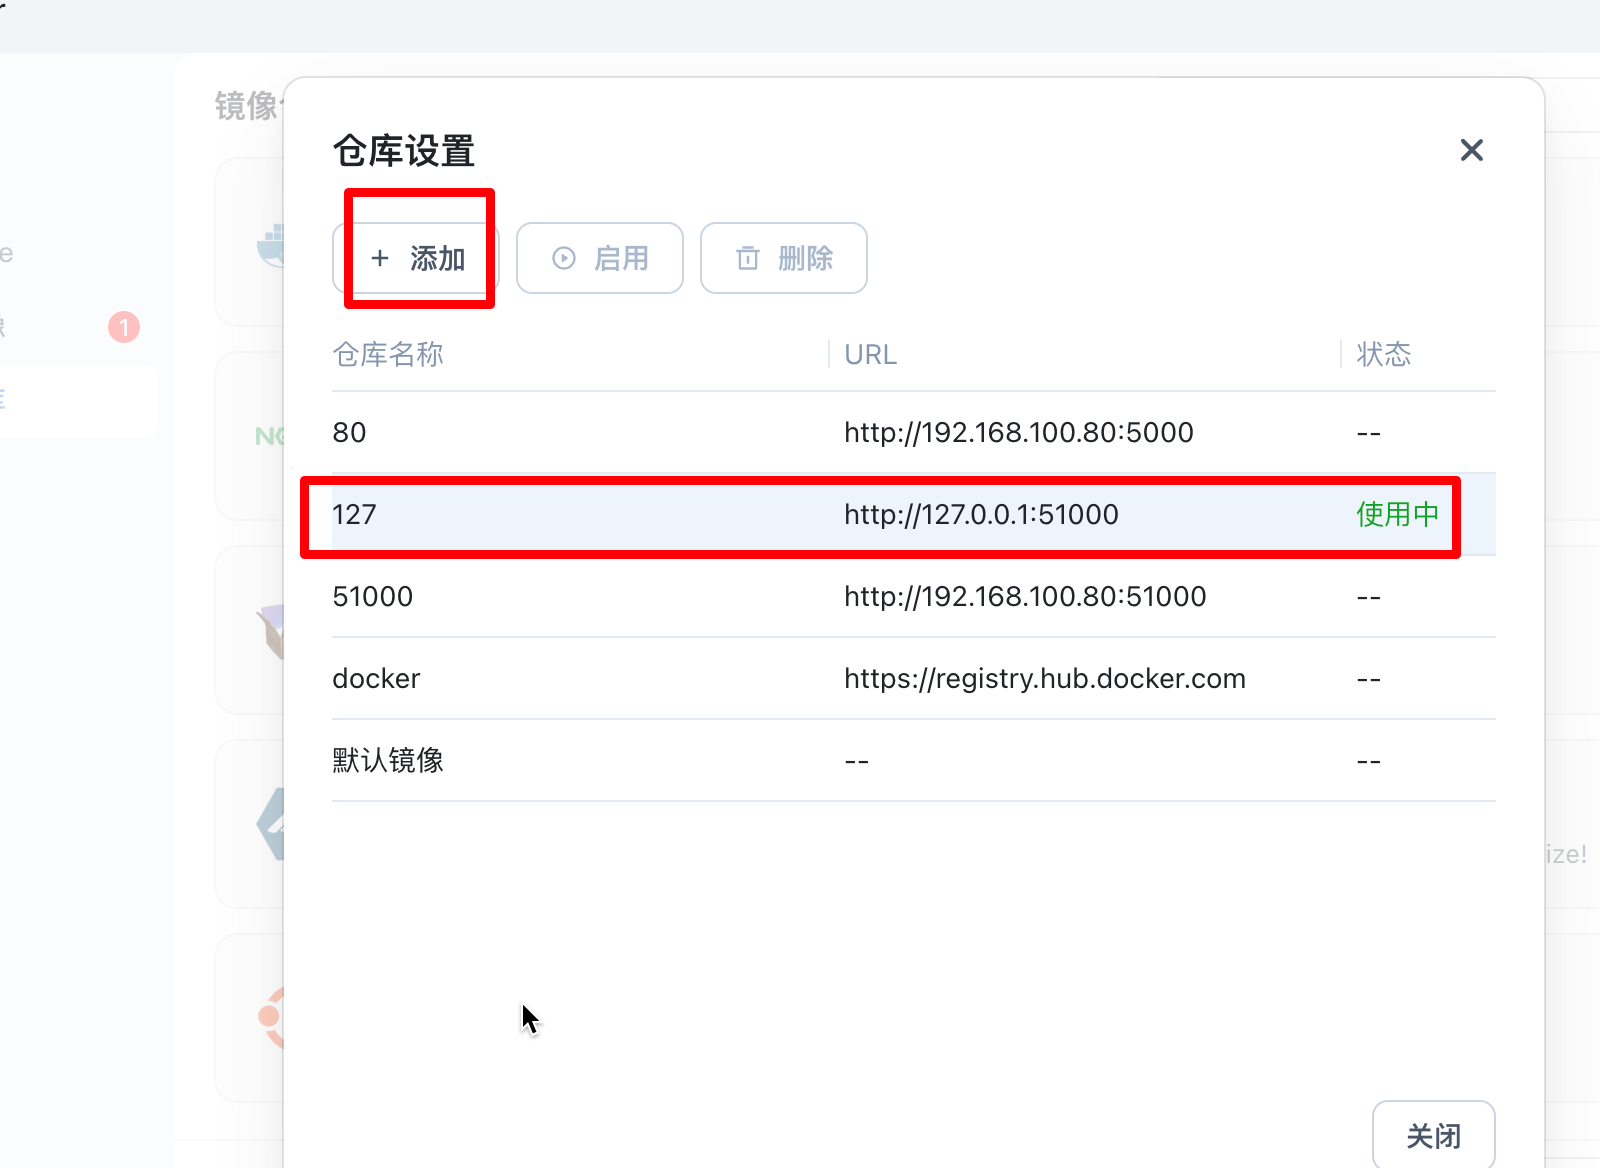 镜像
仓库设置
+ 添加
启用
删除
仓库名称 URL 状态
80 http://192.168.100.80:5000 --
127 http://127.0.0.1:51000 使用中
51000 http://192.168.100.80:51000 --
docker https://registry.hub.docker.com --
默认镜像 -- --
关闭
e
1
ize!